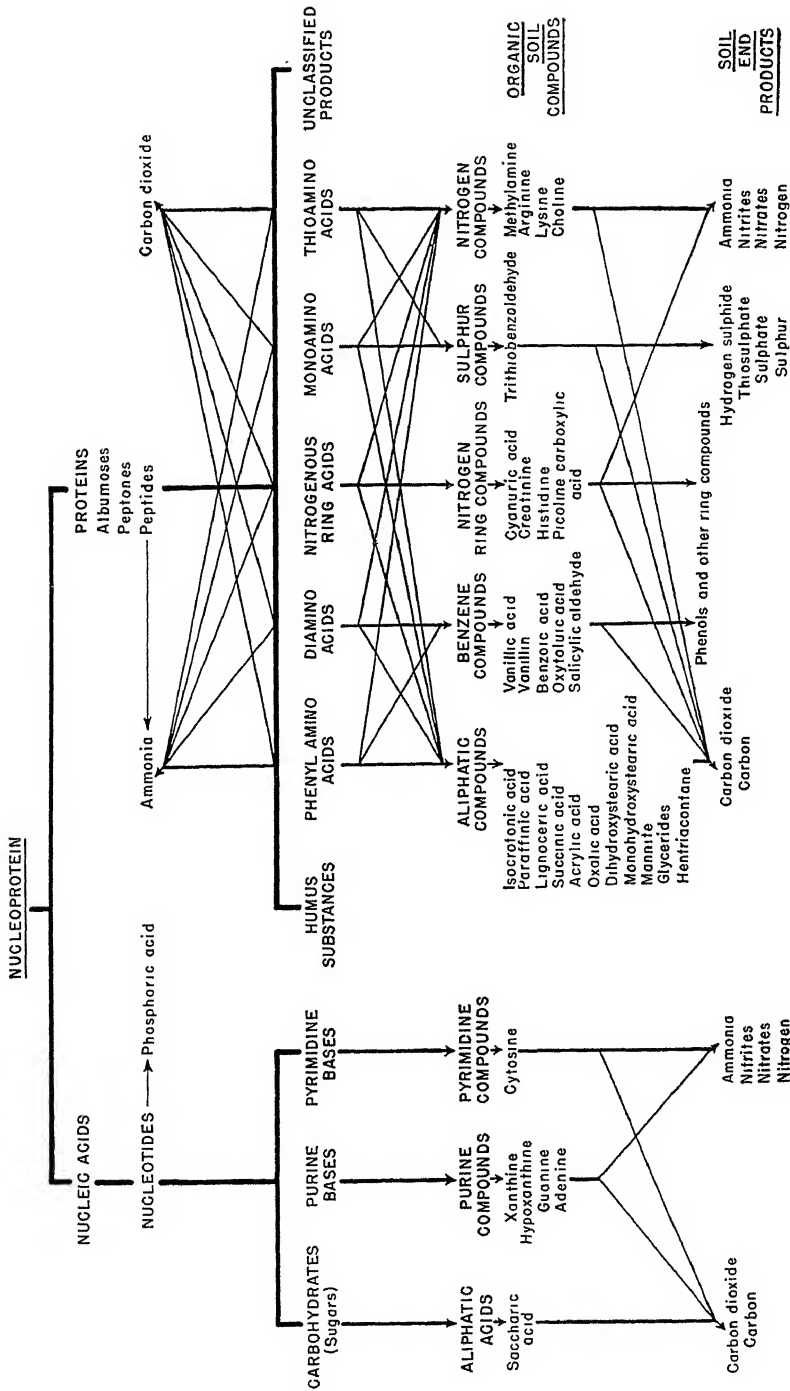 NUCLEOPROTEIN
NUCLEIC ACIDS
NUCLEOTIDES
Phosphoric acid
PROTEINS
Albumoses
Peptones
Peptides
Ammonia
Carbon dioxide
CARBOHYDRATES
(Sugars)
PURINE
BASES
PYRIMIDINE
BASES
HUMUS
SUBSTANCES
PHENYL AMINO
ACIDS
DIAMINO
ACIDS
NITROGENOUS
RING ACIDS
MONOAMINO
ACIDS
THIOAMINO
ACIDS
UNCLASSIFIED
PRODUCTS
ALIPHATIC
ACIDS
Saccharic
acid
PURINE
COMPOUNDS
Xanthine
Hypoxanthine
Guanine
Adenine
PYRIMIDINE
COMPOUNDS
Cytosine
ALIPHATIC
COMPOUNDS
Isocrotonic acid
Paraffinic acid
Lignoceric acid
Succinic acid
Acrylic acid
Oxalic acid
Dihydroxystearic acid
Monohydroxystearic acid
Mannite
Glycerides
Hentriacontane
BENZENE
COMPOUNDS
Vanillic acid
Vanillin
Benzoic acid
Oxytoluic acid
Salicylic aldehyde
NITROGEN
RING COMPOUNDS
Cyanuric acid
Creatinine
Histidine
Picoline carboxylic
acid
SULPHUR
COMPOUNDS
Trithiobenzaldehyde
NITROGEN
COMPOUNDS
Methylamine
Arginine
Lysine
Choline
ORGANIC
SOIL
COMPOUNDS
Carbon dioxide
Carbon
Ammonia
Nitrites
Nitrates
Nitrogen
Carbon dioxide
Carbon
Phenols and other ring compounds
Hydrogen sulphide
Thiosulphate
Sulphate
Sulphur
Ammonia
Nitrites
Nitrates
Nitrogen
SOIL
END
PRODUCTS